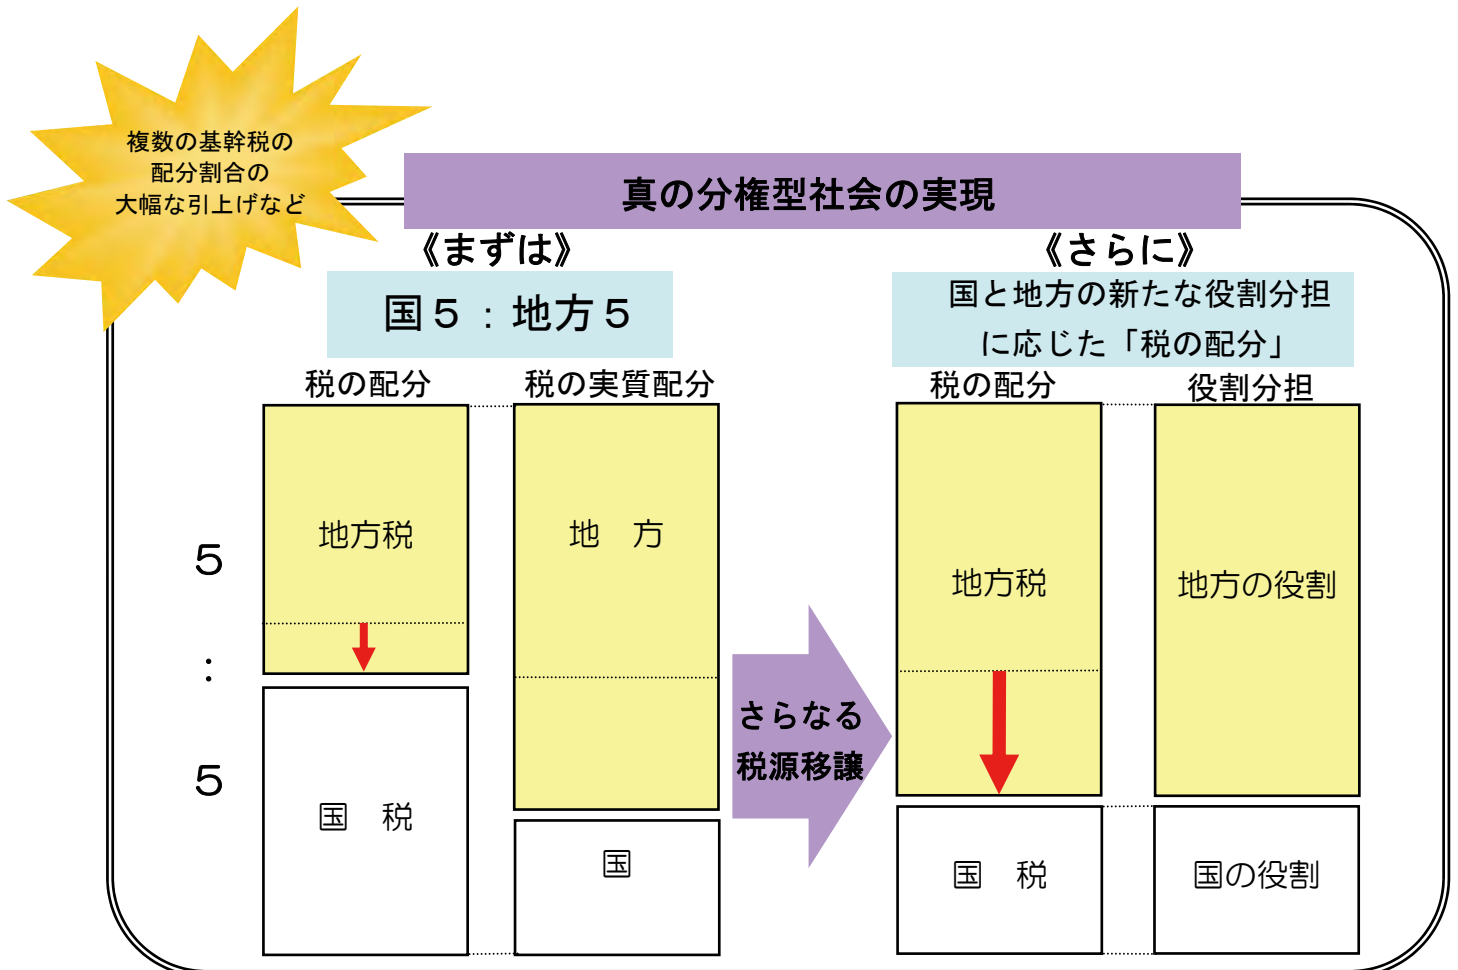 複数の基幹税の
配分割合の
大幅な引上げなど
真の分権型社会の実現
《まずは》
国５：地方５
税の配分
税の実質配分
地方税
地　方
５
：
５
国　税
国
さらなる
税源移譲
《さらに》
国と地方の新たな役割分担
に応じた「税の配分」
税の配分
役割分担
地方税
地方の役割
国　税
国の役割